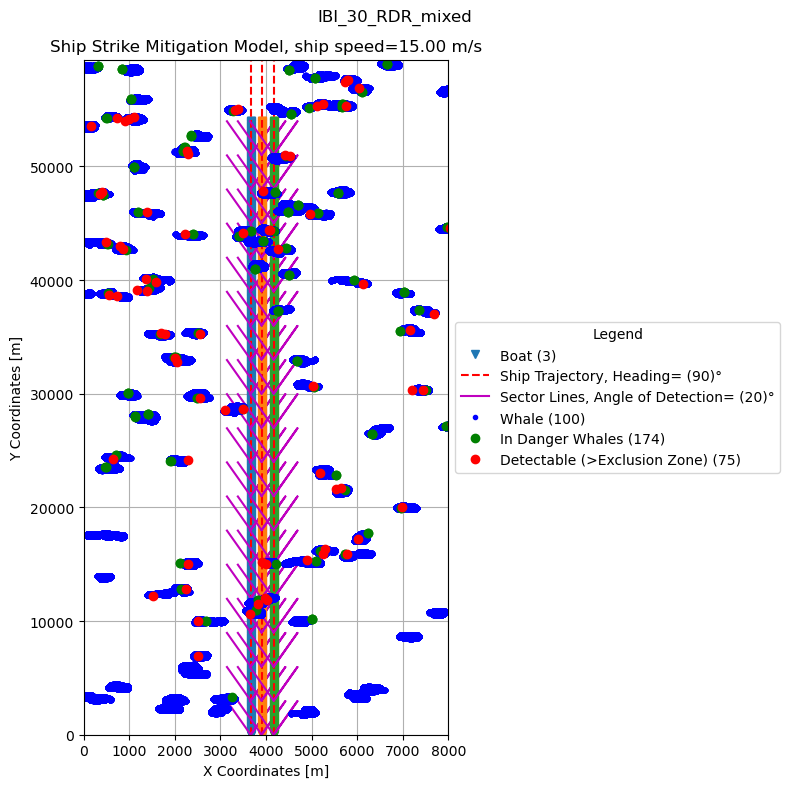 IBI_30_RDR_mixed
Ship Strike Mitigation Model, ship speed=15.00 m/s
50000
40000
30000
20000
10000
0
0 1000 2000 3000 4000 5000 6000 7000 8000
X Coordinates [m]
Y Coordinates [m]
Legend
Boat (3)
Ship Trajectory, Heading= (90)°
Sector Lines, Angle of Detection= (20)°
Whale (100)
In Danger Whales (174)
Detectable (>Exclusion Zone) (75)